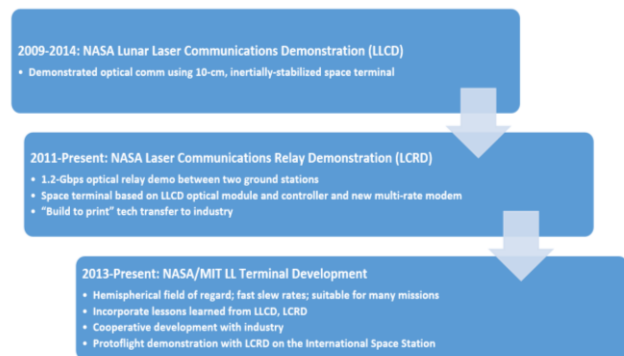 2009-2014: NASA Lunar Laser Communications Demonstration (LLCD)
• Demonstrated optical comm using 10-cm, inertially-stabilized space terminal
2011-Present: NASA Laser Communications Relay Demonstration (LCRD)
• 1.2-Gbps optical relay demo between two ground stations
• Space terminal based on LLCD optical module and controller and new multi-rate modem
• “Build to print” tech transfer to industry
2013-Present: NASA/MIT LL Terminal Development
• Hemispherical field of regard; fast slew rates; suitable for many missions
• Incorporate lessons learned from LLCD, LCRD
• Cooperative development with industry
• Protoflight demonstration with LCRD on the International Space Station